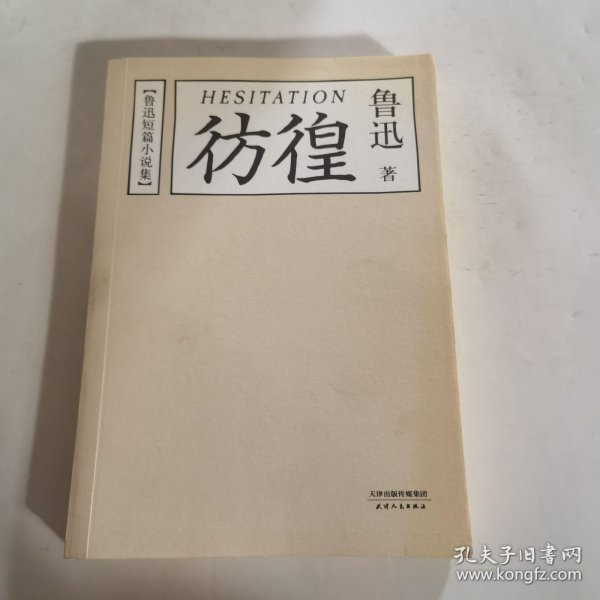 【鲁迅短篇小说集】
HESITATION
彷徨
鲁迅
著
天津出版传媒集团
天津人民出版社
孔夫子旧书网
www.kongfz.com